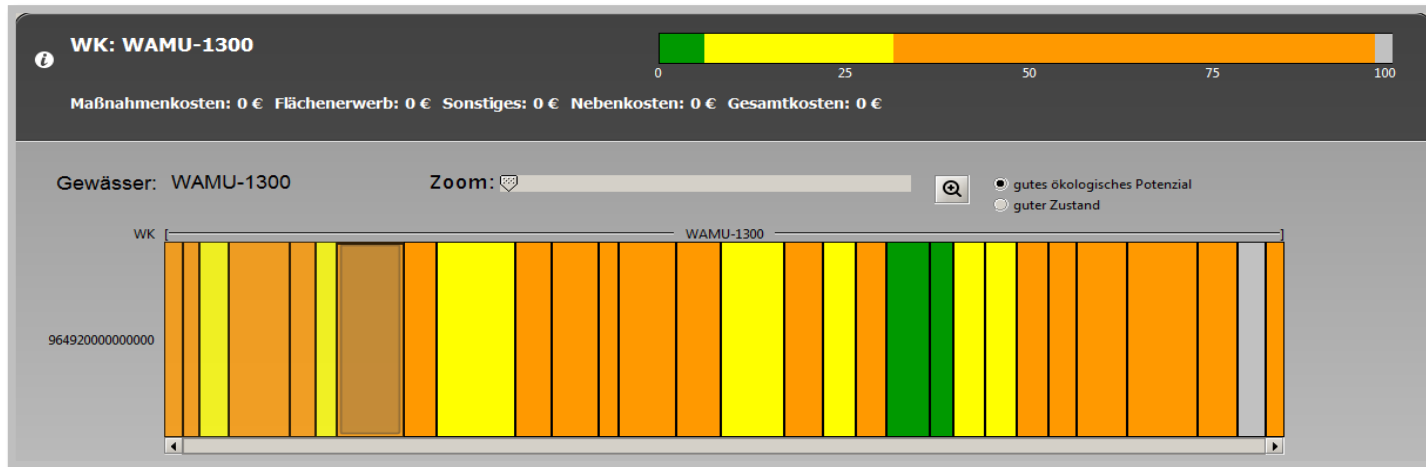 WK: WAMU-1300
0 25 50 75 100
Maßnahmenkosten: 0 € Flächenerwerb: 0 € Sonstiges: 0 € Nebenkosten: 0 € Gesamtkosten: 0 €
Gewässer: WAMU-1300 Zoom:
gutes ökologisches Potenzial
guter Zustand
WK [ WAMU-1300 ]
964920000000000